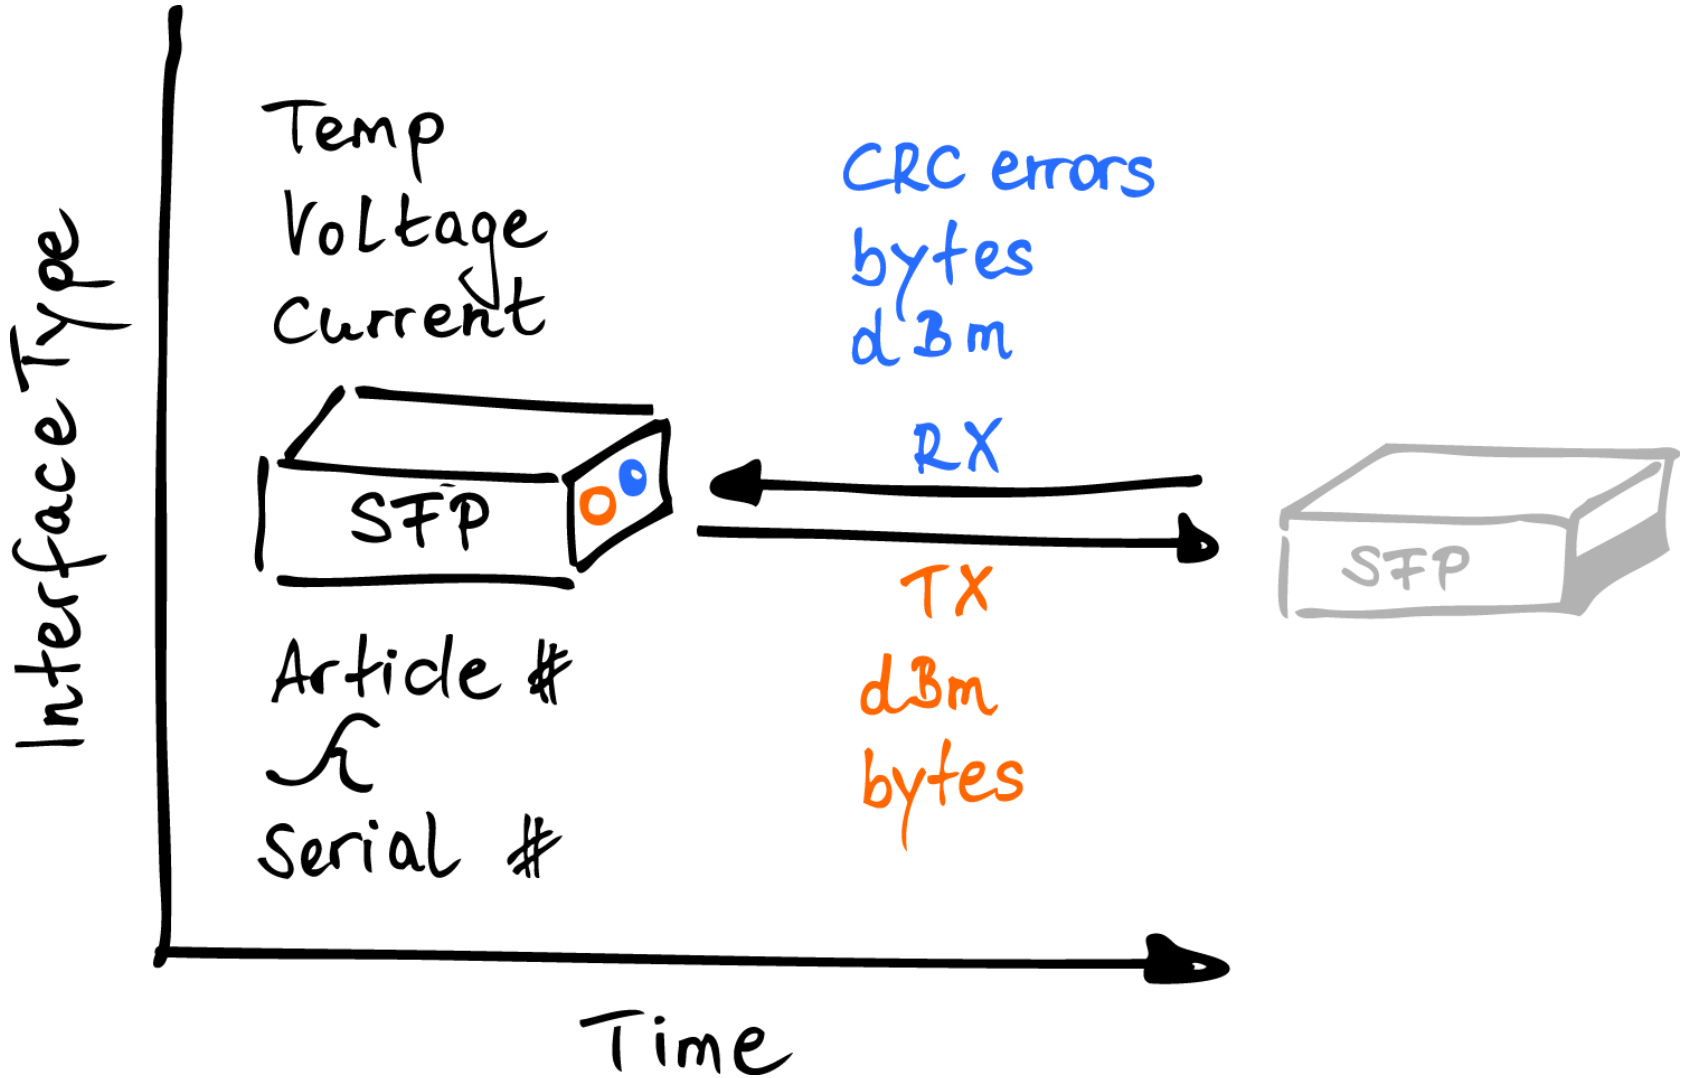 Interface Type
Temp
Voltage
Current
SFP
Article #
Serial #
CRC errors
bytes
dBm
RX
TX
dBm
bytes
SFP
Time